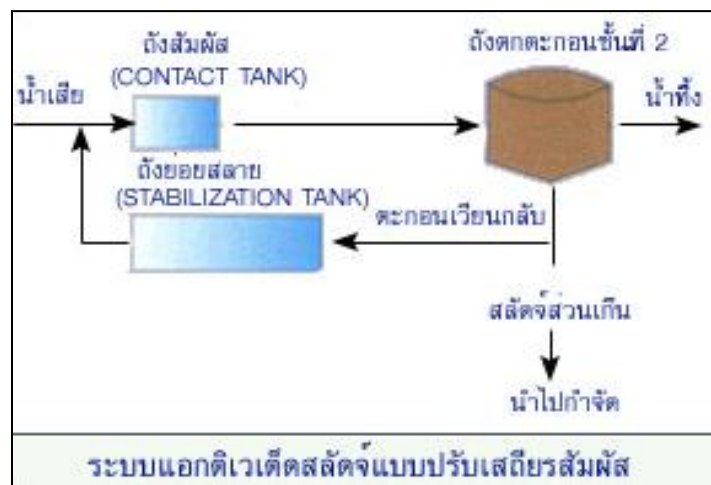 ถังสัมผัส
(CONTACT TANK)
ถังตกตะกอนชั้นที่ 2
น้ำเสีย
น้ำทิ้ง
ถังย่อยสลาย
(STABILIZATION TANK)
ตะกอนเวียนกลับ
สลัดจ์ส่วนเกิน
นำไปกำจัด
ระบบแอกติเวเต็ดสลัดจ์แบบปรับเสถียรสัมผัส